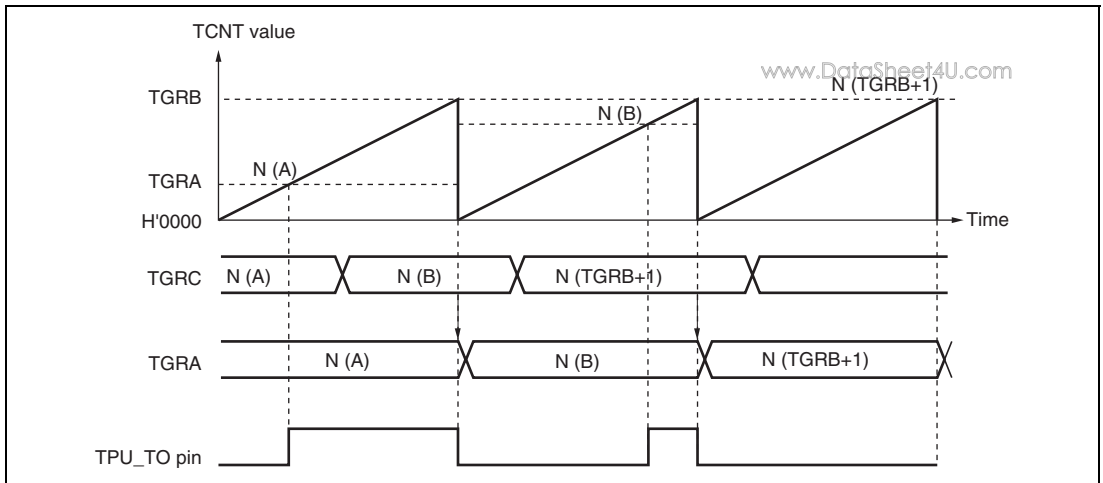 TCNT value
www.DataSheet4U.com
N (TGRB+1)
TGRB
N (B)
N (A)
TGRA
H'0000
Time
TGRC
N (A)
N (B)
N (TGRB+1)
TGRA
N (A)
N (B)
N (TGRB+1)
TPU_TO pin